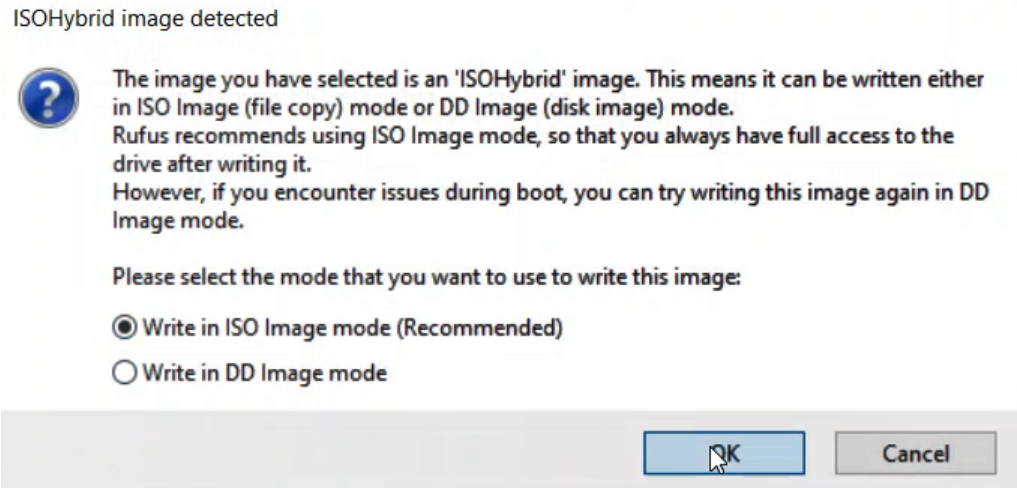 ISOHybrid image detected
The image you have selected is an 'ISOHybrid' image. This means it can be written either
in ISO Image (file copy) mode or DD Image (disk image) mode.
Rufus recommends using ISO Image mode, so that you always have full access to the
drive after writing it.
However, if you encounter issues during boot, you can try writing this image again in DD
Image mode.
Please select the mode that you want to use to write this image:
Write in ISO Image mode (Recommended)
Write in DD Image mode
OK
Cancel